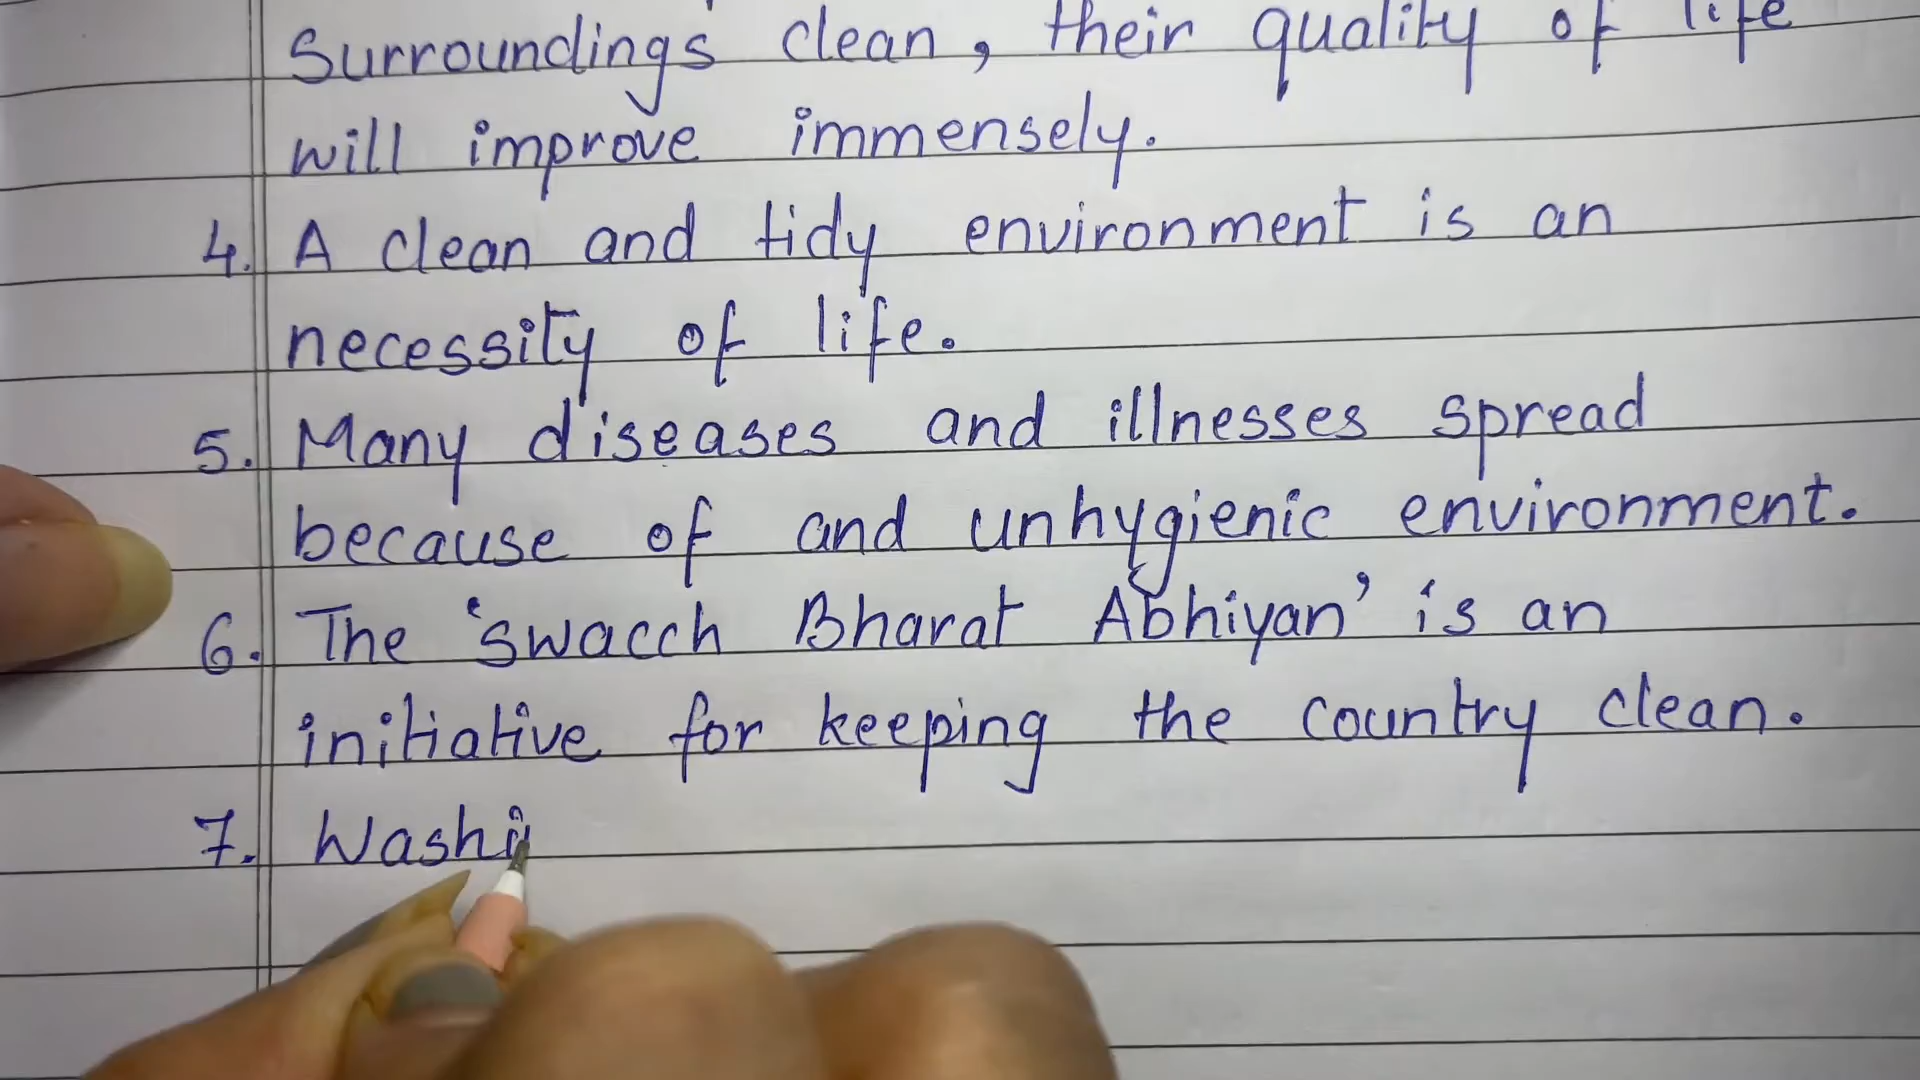 Surroundings clean, their quality of life
will improve immensely.
4. A clean and tidy environment is an
necessity of life.
5. Many diseases and illnesses spread
because of and unhygienic environment.
6. The 'swacch Bharat Abhiyan' is an
initiative for keeping the country clean.
7. Washi